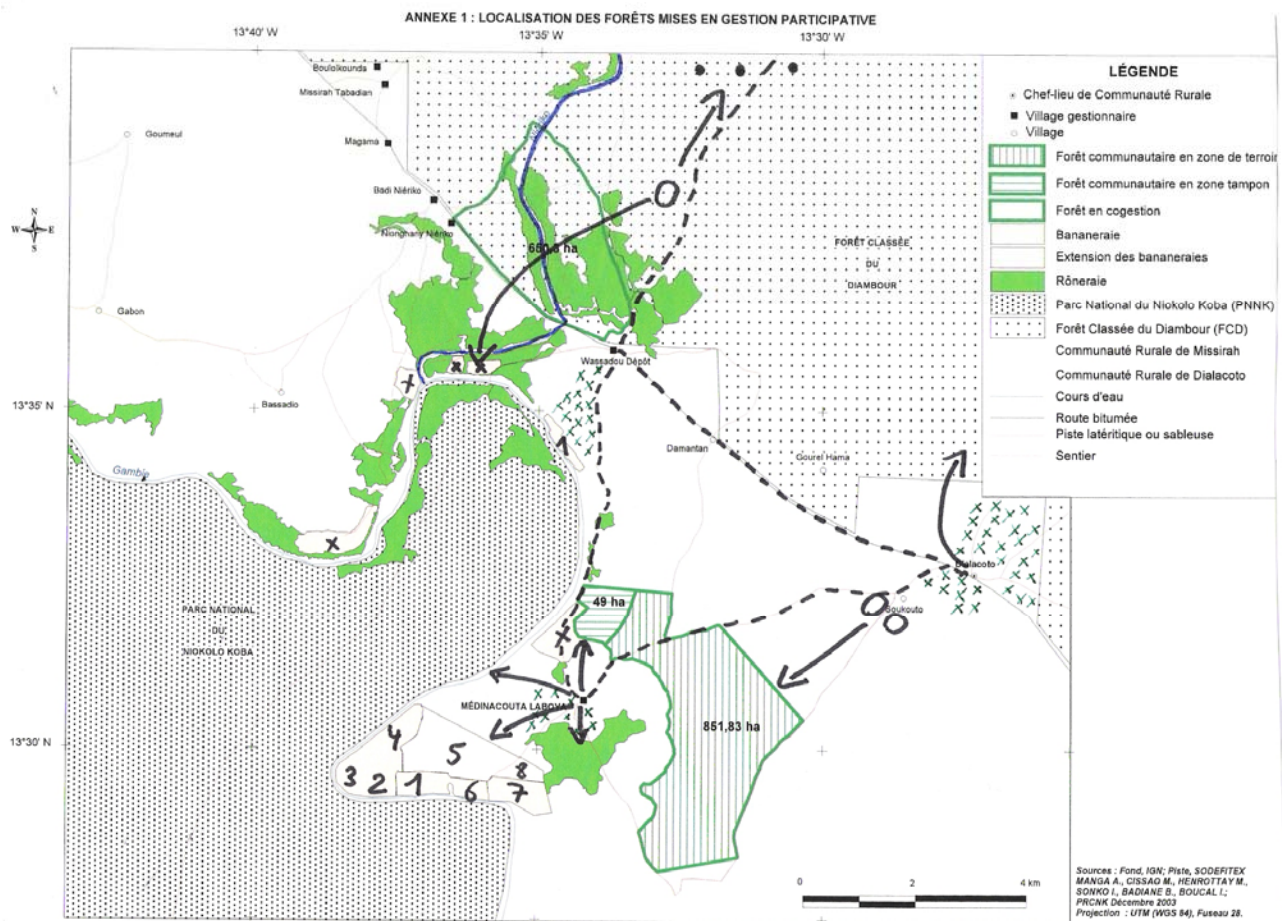 ANNEXE 1 : LOCALISATION DES FORÊTS MISES EN GESTION PARTICIPATIVE
13°40' W
13°35' W
13°30' W
LÉGENDE
Chef-lieu de Communauté Rurale
Village gestionnaire
Village
Forêt communautaire en zone de terroir
Forêt communautaire en zone tampon
Forêt en cogestion
Bananeraie
Extension des bananeraies
Rôneraie
Parc National du Niokolo Koba (PNNK)
Forêt Classée du Diambour (FCD)
Communauté Rurale de Missirah
Communauté Rurale de Dialacoto
Cours d'eau
Route bitumée
Piste latéritique ou sableuse
Sentier
Bouloïkounda
Missirah Tabadian
Goumeul
Magama
Badi Niériko
Nionghany Niériko
N
W
E
S
650,8 ha
FORÊT CLASSÉE
DU
DIAMBOUR
Gabon
Wassadou Dépôt
Bassadio
13°35' N
Damantan
Gourel Hama
Gambie
1
Dialacoto
49 ha
Soukouto
PARC NATIONAL
DU
NIOKOLO KOBA
MÉDINACOUTA LABOYA
851,83 ha
13°30' N
4
5
3
2
1
6
8
7
0
2
4 km
Sources : Fond, IGN; Piste, SODEFITEX
MANGA A., CISSAO M., HENROTTAY M.,
SONKO I., BADIANE B., BOUCAL I.;
PRCNK Décembre 2003
Projection : UTM (WGS 84), Fuseau 28.